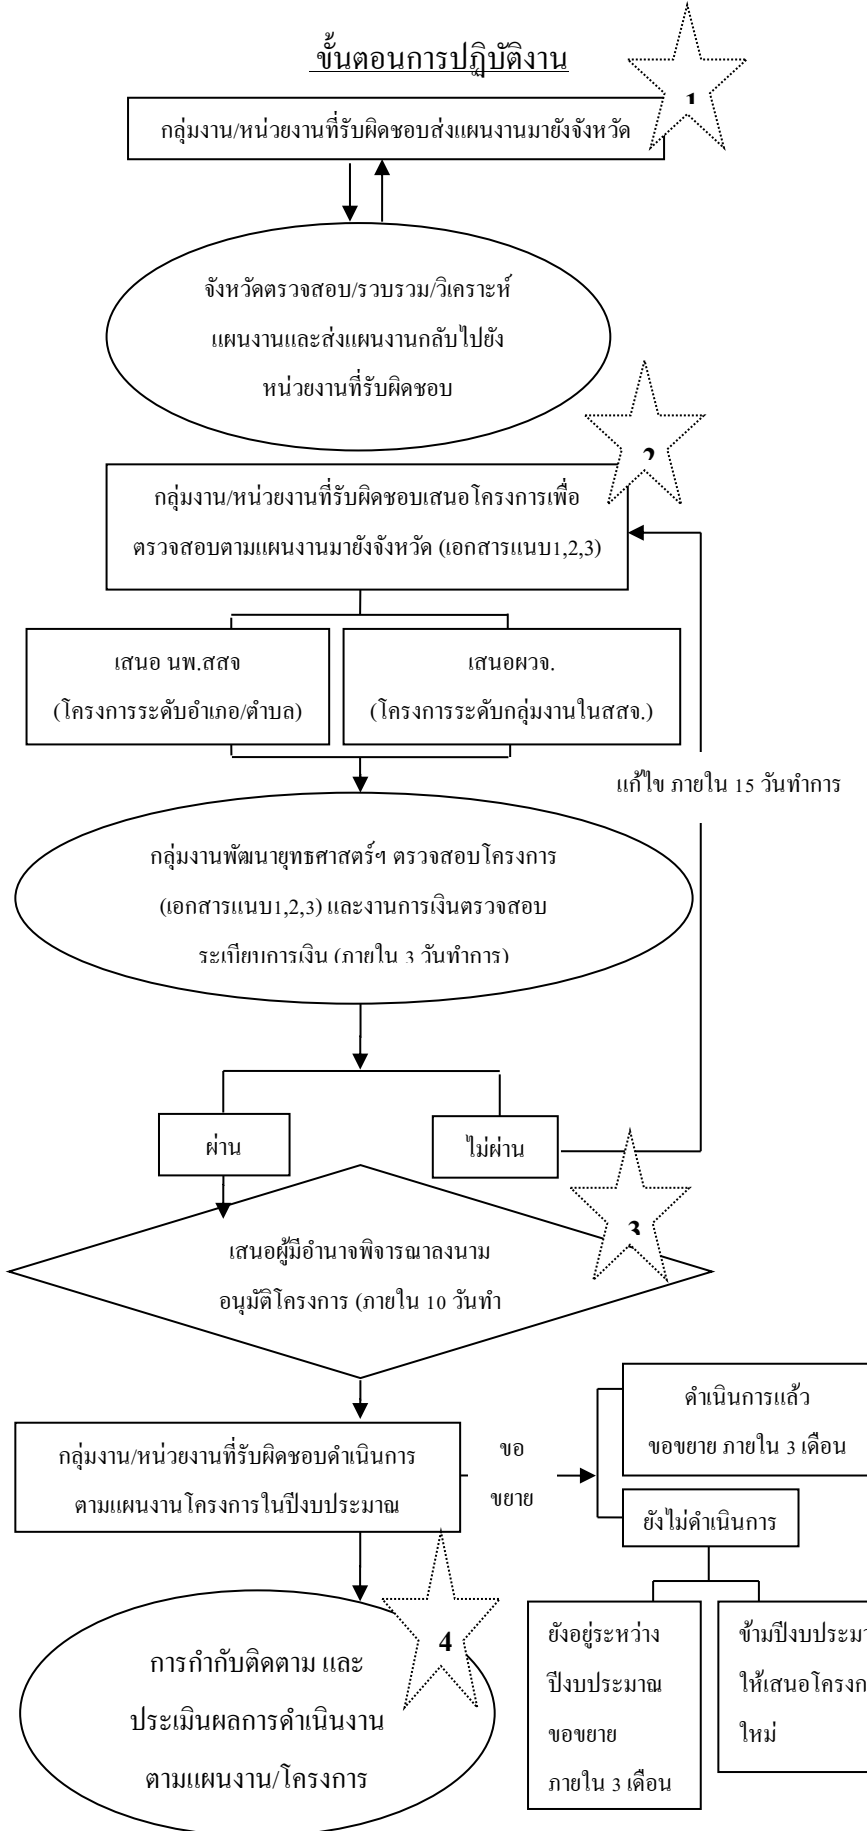 ขั้นตอนการปฏิบัติงาน
1
กลุ่มงาน/หน่วยงานที่รับผิดชอบส่งแผนงานมายังจังหวัด
จังหวัดตรวจสอบ/รวบรวม/วิเคราะห์
แผนงานและส่งแผนงานกลับไปยัง
หน่วยงานที่รับผิดชอบ
2
กลุ่มงาน/หน่วยงานที่รับผิดชอบเสนอโครงการเพื่อ
ตรวจสอบตามแผนงานมายังจังหวัด (เอกสารแนบ1,2,3)
เสนอ นพ.สสจ
(โครงการระดับอำเภอ/ตำบล)
เสนอผวจ.
(โครงการระดับกลุ่มงานในสสจ.)
แก้ไข ภายใน 15 วันทำการ
กลุ่มงานพัฒนายุทธศาสตร์ฯ ตรวจสอบโครงการ
(เอกสารแนบ1,2,3) และงานการเงินตรวจสอบ
ระเบียบการเงิน (ภายใน 3 วันทำการ)
ผ่าน
ไม่ผ่าน
3
เสนอผู้มีอำนาจพิจารณาลงนาม
อนุมัติโครงการ (ภายใน 10 วันทำ
กลุ่มงาน/หน่วยงานที่รับผิดชอบดำเนินการ
ตามแผนงานโครงการในปีงบประมาณ
ขอ
ขยาย
ดำเนินการแล้ว
ขอขยาย ภายใน 3 เดือน
ยังไม่ดำเนินการ
ยังอยู่ระหว่าง
ปีงบประมาณ
ขอขยาย
ภายใน 3 เดือน
ข้ามปีงบประมา
ให้เสนอโครงก
ใหม่
4
การกำกับติดตาม และ
ประเมินผลการดำเนินงาน
ตามแผนงาน/โครงการ